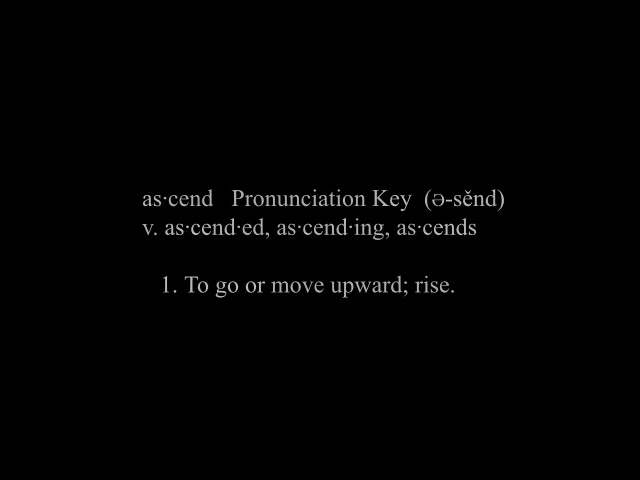 as·cend   Pronunciation Key  (ə-sĕnd)
v. as·cend·ed, as·cend·ing, as·cends
1. To go or move upward; rise.